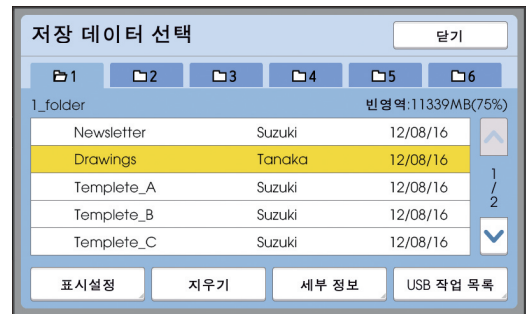 저장 데이터 선택 닫기
1 2 3 4 5 6
1_folder 빈영역:11339MB(75%)
Newsletter Suzuki 12/08/16
Drawings Tanaka 12/08/16
Templete_A Suzuki 12/08/16
Templete_B Suzuki 12/08/16
Templete_C Suzuki 12/08/16
1
/
2
표시설정 지우기 세부 정보 USB 작업 목록